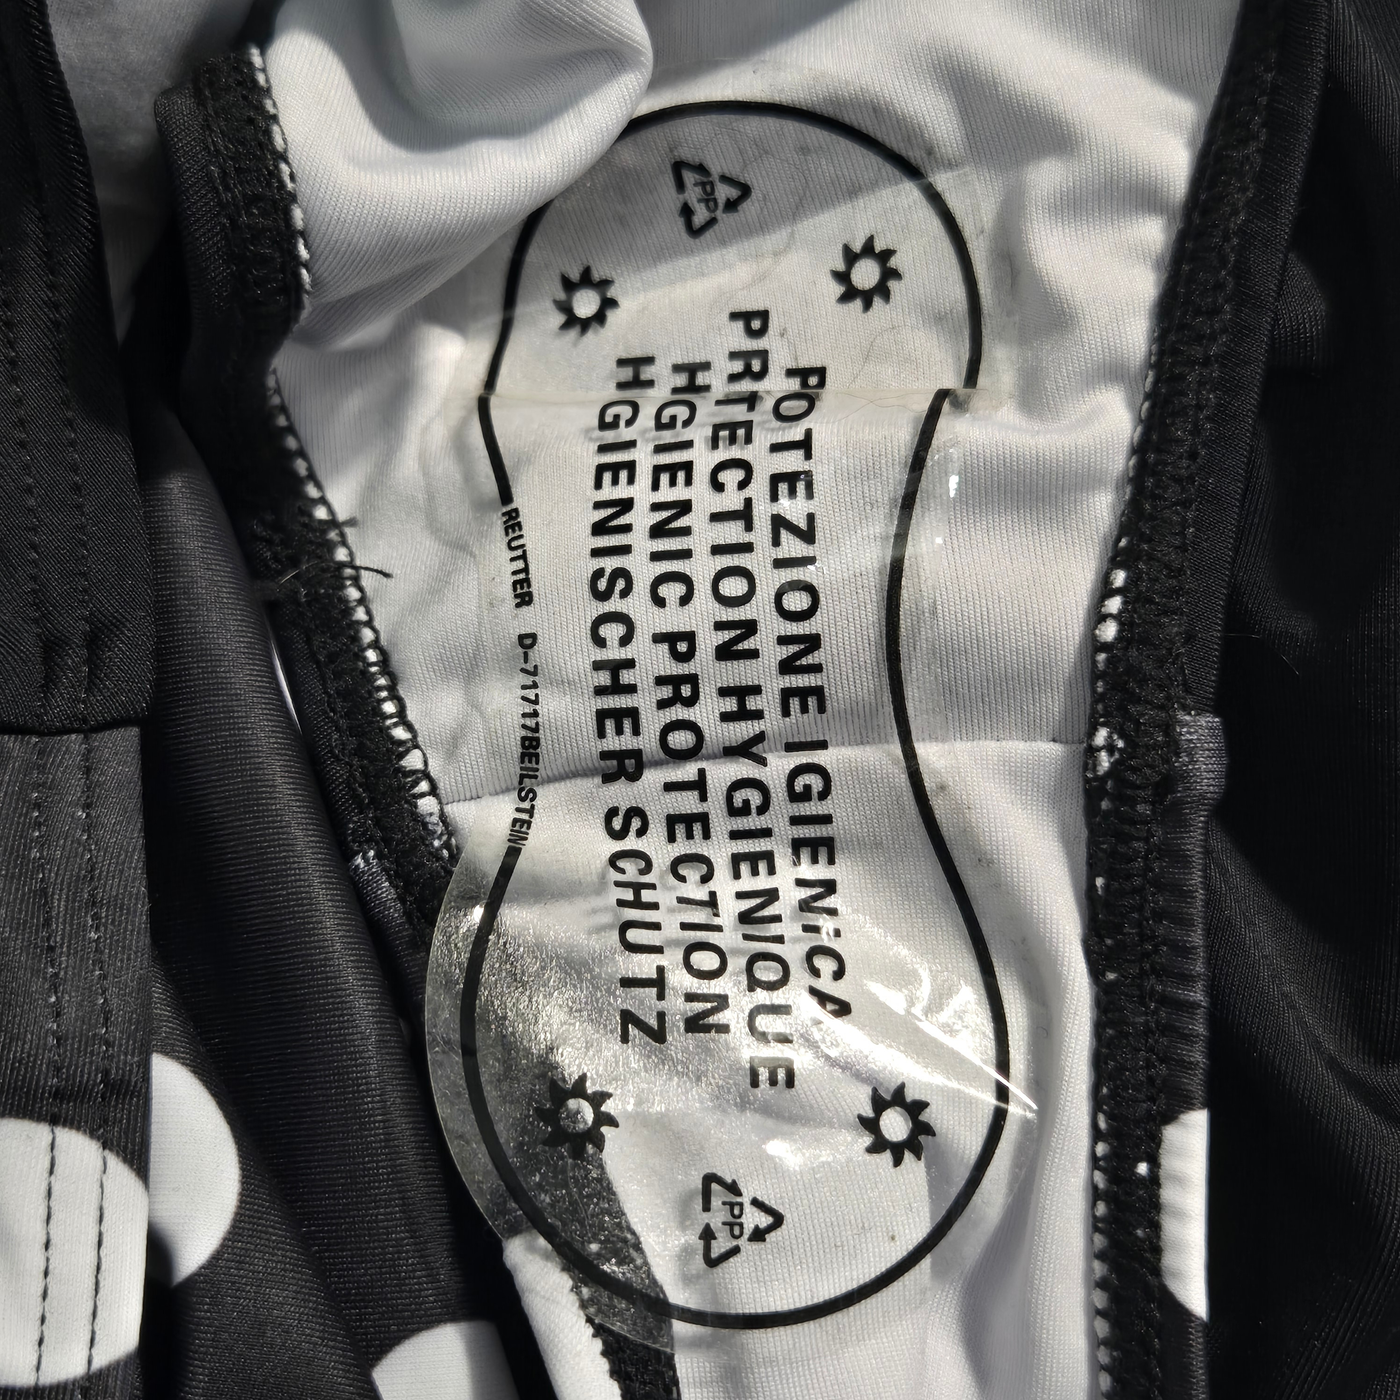 PP
POTEZIONE IGIENICA
PRTECTION HYGIENIQUE
HGIENIC PROTECTION
HGIENISCHER SCHUTZ
REUTTER D-71717BEILSTEIN
PP